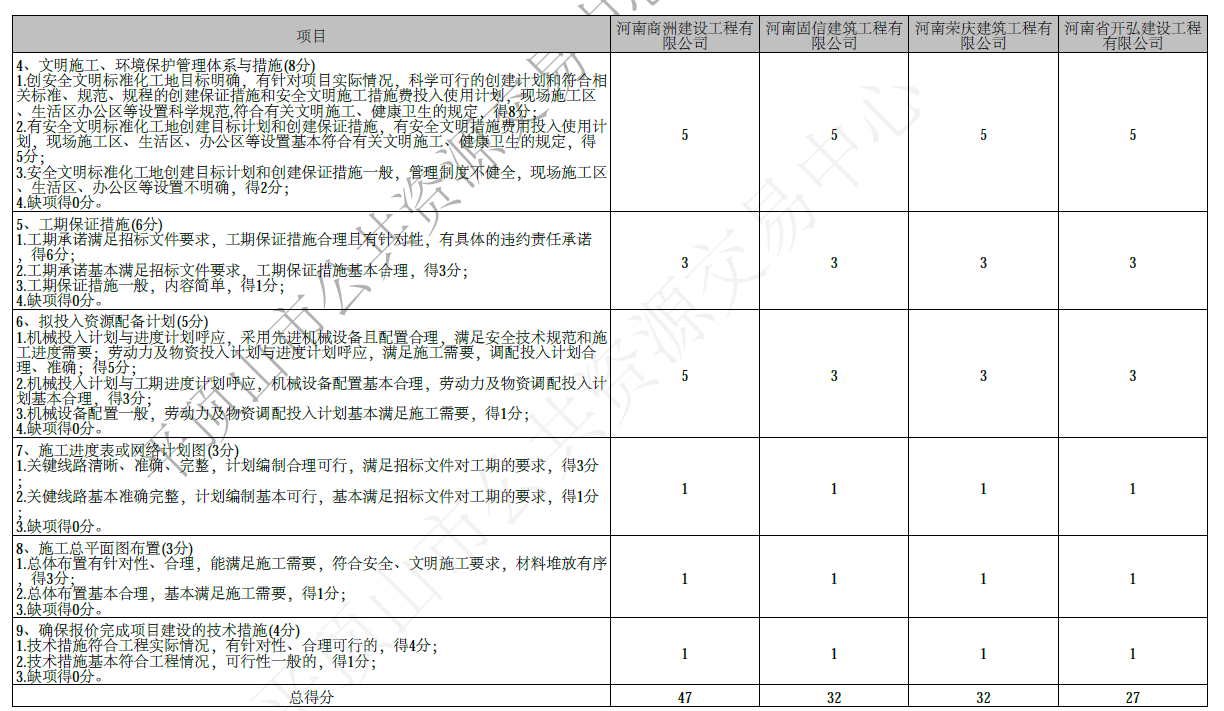 项目
河南商洲建设工程有
限公司
河南固信建筑工程有
限公司
河南荣庆建筑工程有
限公司
河南省开弘建设工程
有限公司
4、文明施工、环境保护管理体系与措施(8分)
1.创安全文明标准化工地目标明确，有针对项目实际情况，科学可行的创建计划和符合相
关标准、规范、规程的创建保证措施和安全文明施工措施费投入使用计划，现场施工区
、生活区办公区等设置科学规范,符合有关文明施工、健康卫生的规定，得8分；
2.有安全文明标准化工地创建目标计划和创建保证措施，有安全文明措施费用投入使用计
划，现场施工区、生活区、办公区等设置基本符合有关文明施工、健康卫生的规定，得
5分；
3.安全文明标准化工地创建目标计划和创建保证措施一般，管理制度不健全，现场施工区
、生活区、办公区等设置不明确，得2分；
4.缺项得0分。
5
5
5
5
5、工期保证措施(6分)
1.工期承诺满足招标文件要求，工期保证措施合理且有针对性，有具体的违约责任承诺
，得6分；
2.工期承诺基本满足招标文件要求，工期保证措施基本合理，得3分；
3.工期保证措施一般，内容简单，得1分；
4.缺项得0分。
3
3
3
3
6、拟投入资源配备计划(5分)
1.机械投入计划与进度计划呼应，采用先进机械设备且配置合理，满足安全技术规范和施
工进度需要；劳动力及物资投入计划与进度计划呼应，满足施工需要，调配投入计划合
理、准确；得5分；
2.机械投入计划与工期进度计划呼应，机械设备配置基本合理，劳动力及物资调配投入计
划基本合理，得3分；
3.机械设备配置一般，劳动力及物资调配投入计划基本满足施工需要，得1分；
4.缺项得0分。
5
3
3
3
7、施工进度表或网络计划图(3分)
1.关键线路清晰、准确、完整，计划编制合理可行，满足招标文件对工期的要求，得3分
；
2.关健线路基本准确完整，计划编制基本可行，基本满足招标文件对工期的要求，得1分
；
3.缺项得0分。
1
1
1
1
8、施工总平面图布置(3分)
1.总体布置有针对性、合理，能满足施工需要，符合安全、文明施工要求，材料堆放有序
，得3分；
2.总体布置基本合理，基本满足施工需要，得1分；
3.缺项得0分。
1
1
1
1
9、确保报价完成项目建设的技术措施(4分)
1.技术措施符合工程实际情况，有针对性、合理可行的，得4分；
2.技术措施基本符合工程情况，可行性一般的，得1分；
3.缺项得0分。
1
1
1
1
总得分
47
32
32
27
平顶山市公共资源交易中心
平顶山市公共资源交易中心